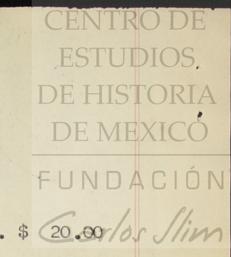 CENTRO DE
ESTUDIOS
DE HISTORIA
DE MEXICO
FUNDACIÓN
Carlos Slim
. $ 20.00